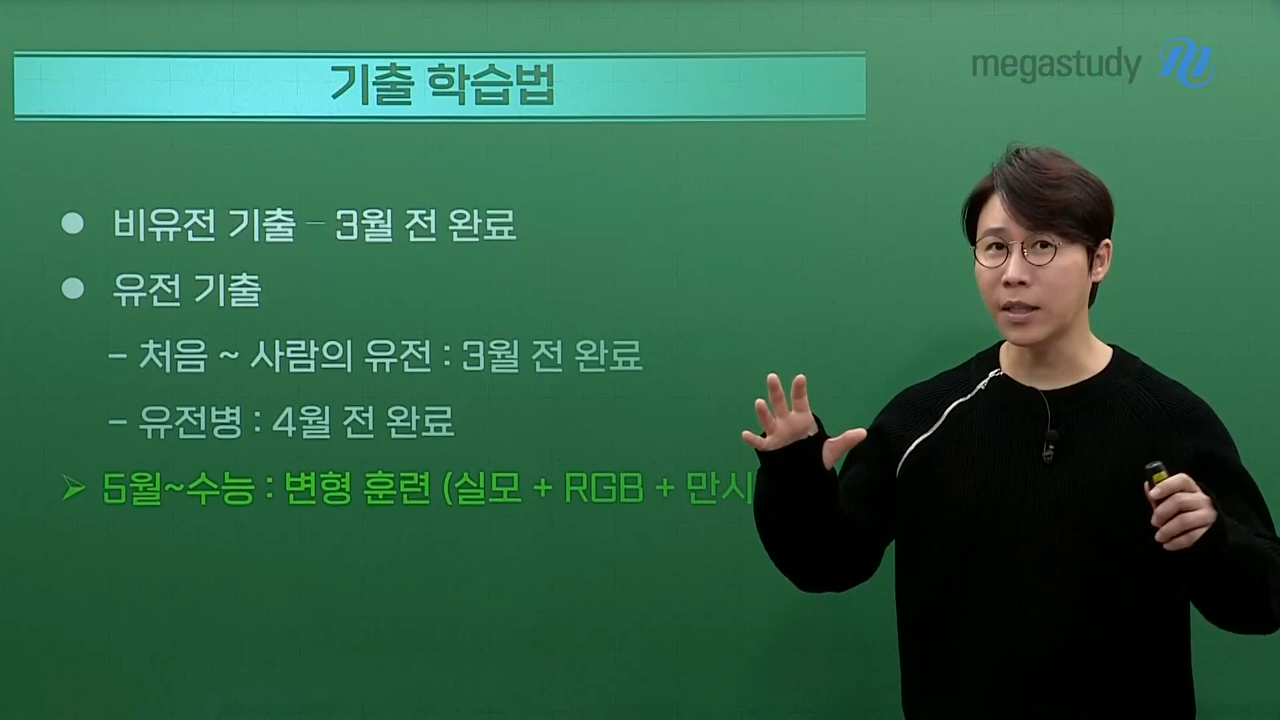 megastudy
기출 학습법
● 비유전 기출 – 3월 전 완료
● 유전 기출
– 처음 ~ 사람의 유전 : 3월 전 완료
– 유전병 : 4월 전 완료
➢ 5월~수능 : 변형 훈련 (실모 + RGB + 만시